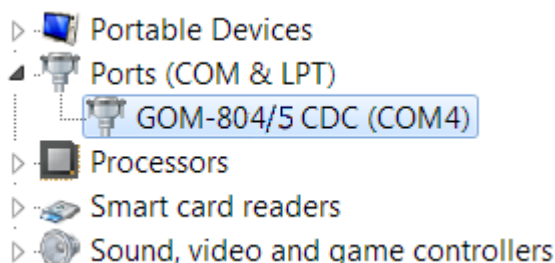 Portable Devices
Ports (COM & LPT)
GOM-804/5 CDC (COM4)
Processors
Smart card readers
Sound, video and game controllers